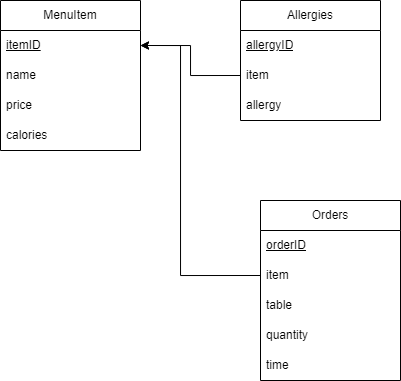 MenuItem
itemID
name
price
calories
Allergies
allergyID
item
allergy
Orders
orderID
item
table
quantity
time